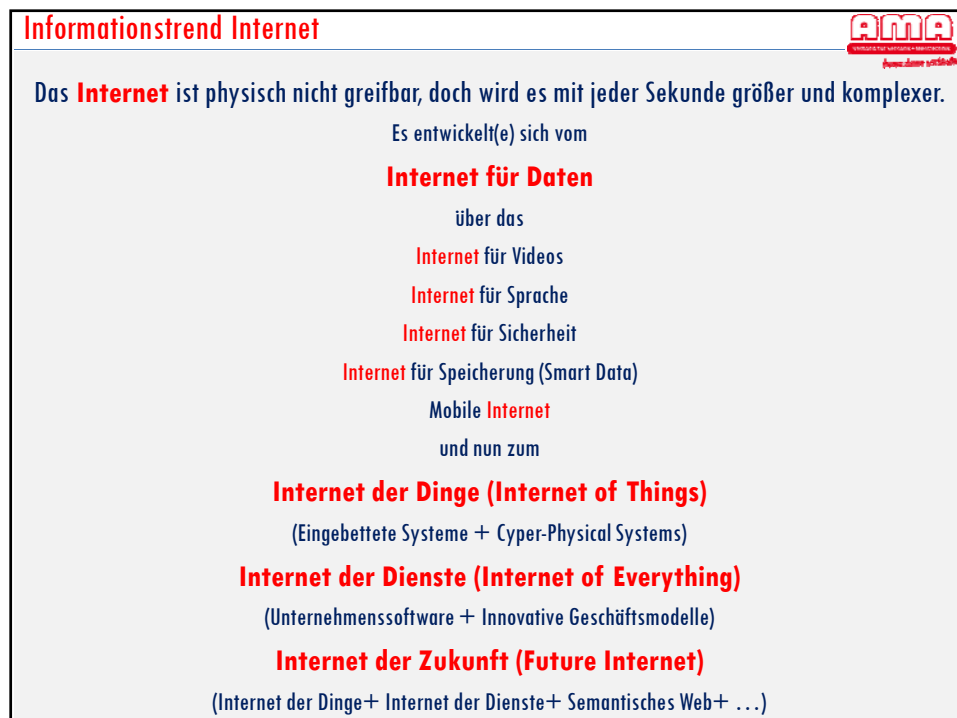 Informationstrend Internet
AMA
Das Internet ist physisch nicht greifbar, doch wird es mit jeder Sekunde größer und komplexer.
Es entwickelt(e) sich vom
Internet für Daten
über das
Internet für Videos
Internet für Sprache
Internet für Sicherheit
Internet für Speicherung (Smart Data)
Mobile Internet
und nun zum
Internet der Dinge (Internet of Things)
(Eingebettete Systeme + Cyper-Physical Systems)
Internet der Dienste (Internet of Everything)
(Unternehmenssoftware + Innovative Geschäftsmodelle)
Internet der Zukunft (Future Internet)
(Internet der Dinge+ Internet der Dienste+ Semantisches Web+ …)